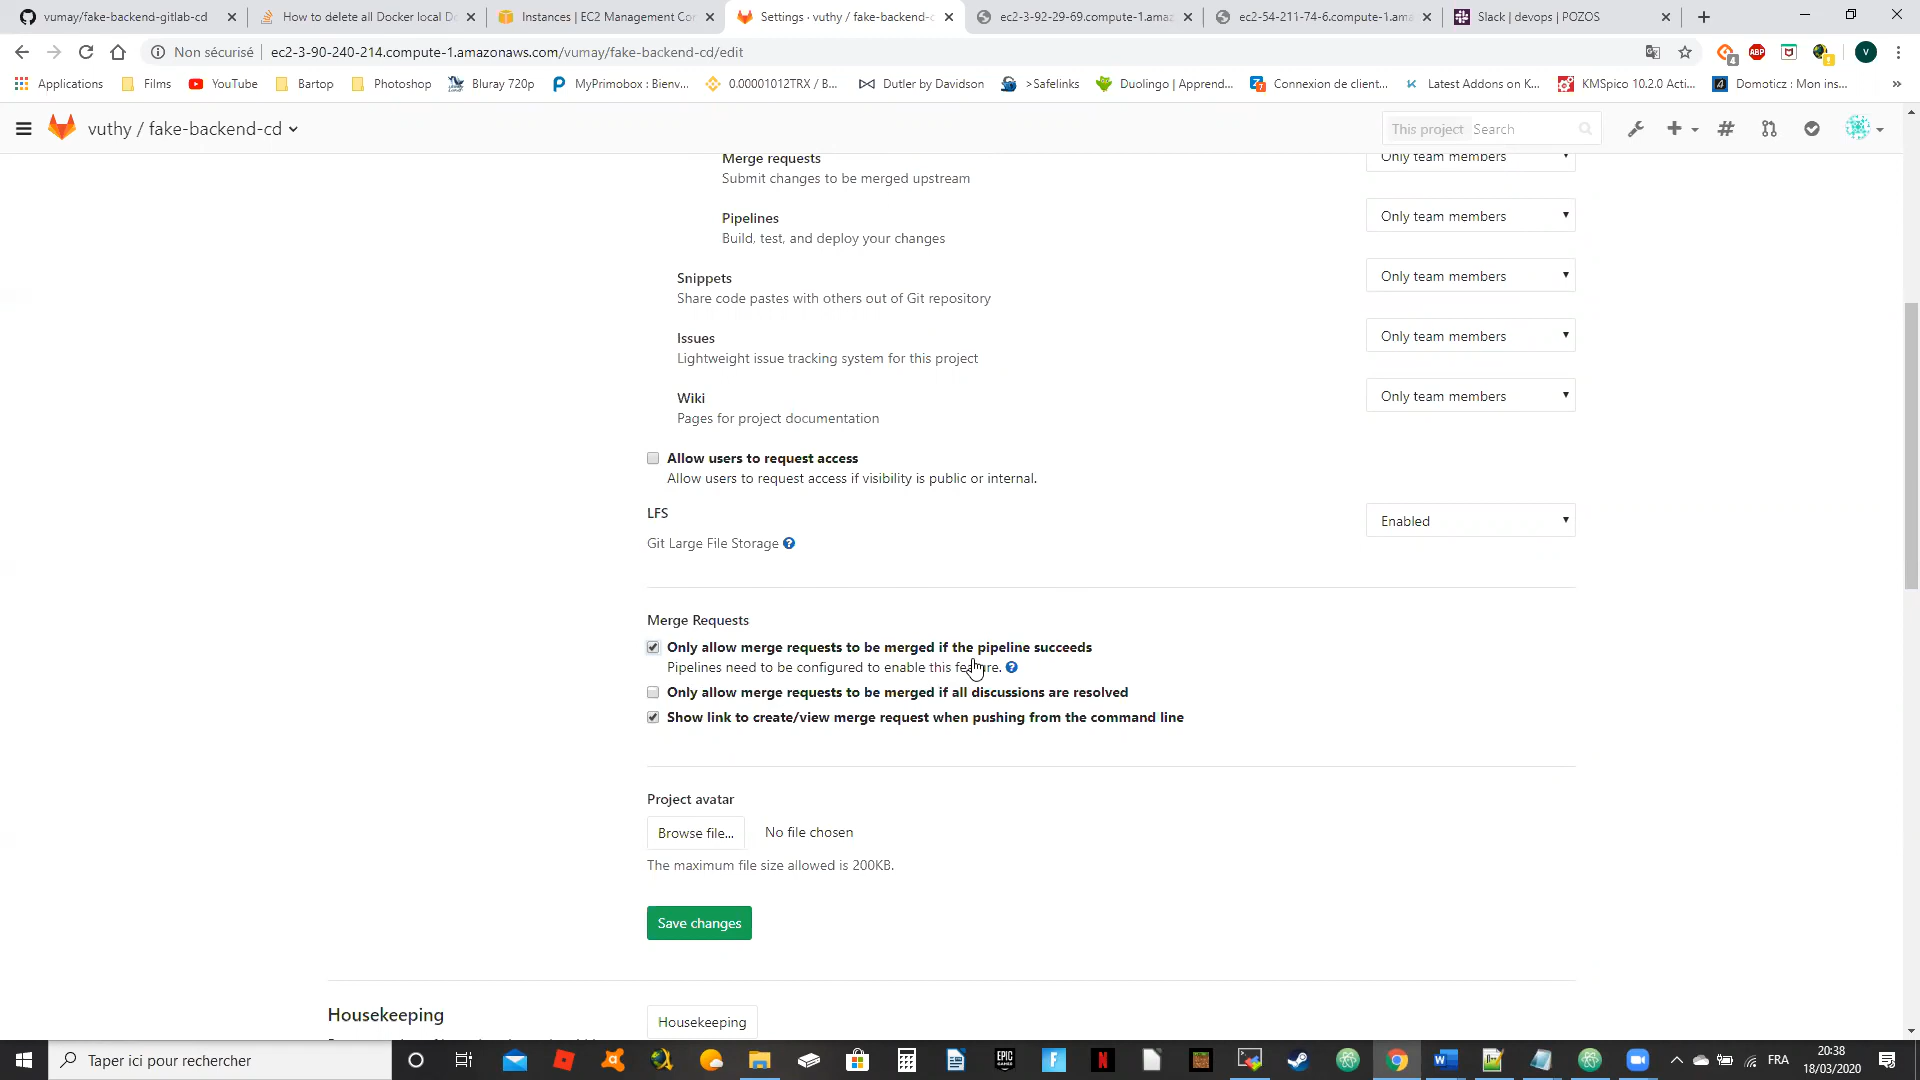 vumay/fake-backend-gitlab-cd
How to delete all Docker local Do
Instances | EC2 Management Con
Settings · vuthy / fake-backend-c
ec2-3-92-29-69.compute-1.amaz
ec2-54-211-74-6.compute-1.ama
Slack | devops | POZOS
Non sécurisé | ec2-3-90-240-214.compute-1.amazonaws.com/vumay/fake-backend-cd/edit
4 ABP V
Applications Films YouTube Bartop Photoshop Bluray 720p MyPrimobox : Bienv... 0.00001012TRX / B... Dutler by Davidson >Safelinks Duolingo | Apprend... Connexion de client... Latest Addons on K... KMSpico 10.2.0 Acti... Domoticz : Mon ins... »
vuthy / fake-backend-cd
This project Search
Merge requests
Only team members
Submit changes to be merged upstream
Pipelines
Only team members
Build, test, and deploy your changes
Snippets
Only team members
Share code pastes with others out of Git repository
Issues
Only team members
Lightweight issue tracking system for this project
Wiki
Only team members
Pages for project documentation
Allow users to request access
Allow users to request access if visibility is public or internal.
LFS
Enabled
Git Large File Storage
Merge Requests
Only allow merge requests to be merged if the pipeline succeeds
Pipelines need to be configured to enable this feature.
Only allow merge requests to be merged if all discussions are resolved
Show link to create/view merge request when pushing from the command line
Project avatar
Browse file... No file chosen
The maximum file size allowed is 200KB.
Save changes
Housekeeping
Housekeeping
Taper ici pour rechercher
FRA
20:38
18/03/2020